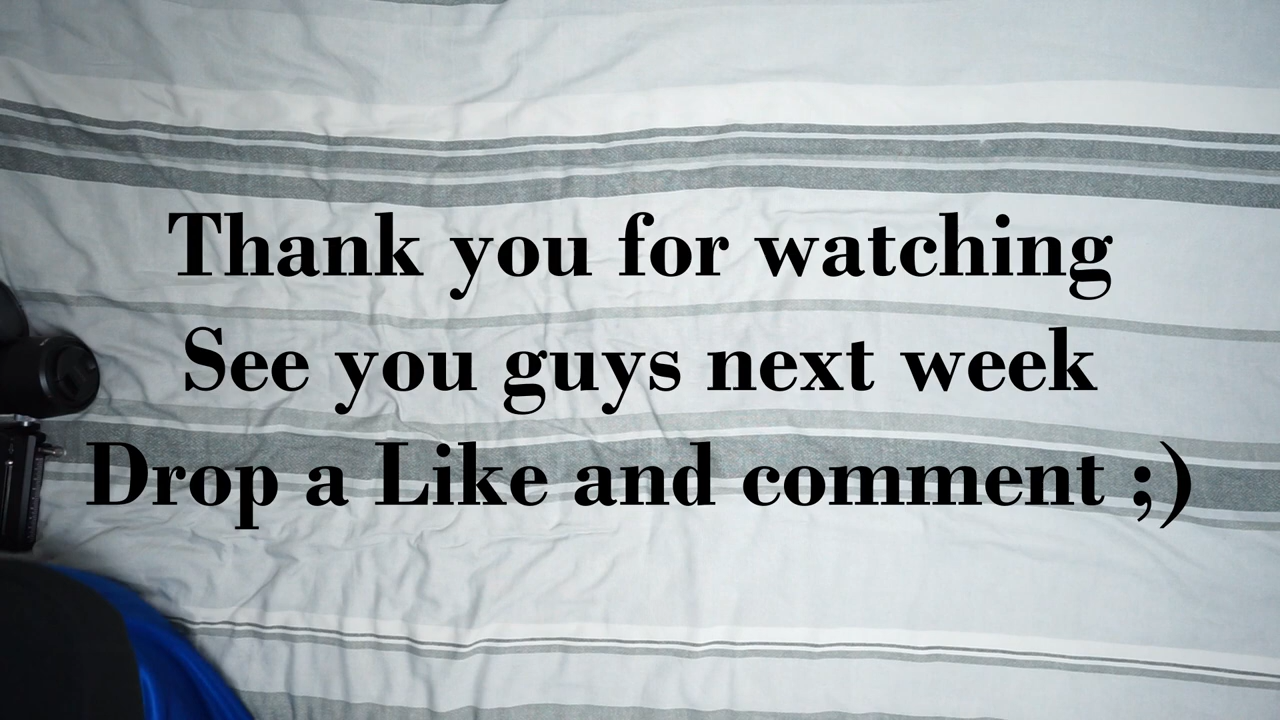 Thank you for watching
See you guys next week
Drop a Like and comment ;)